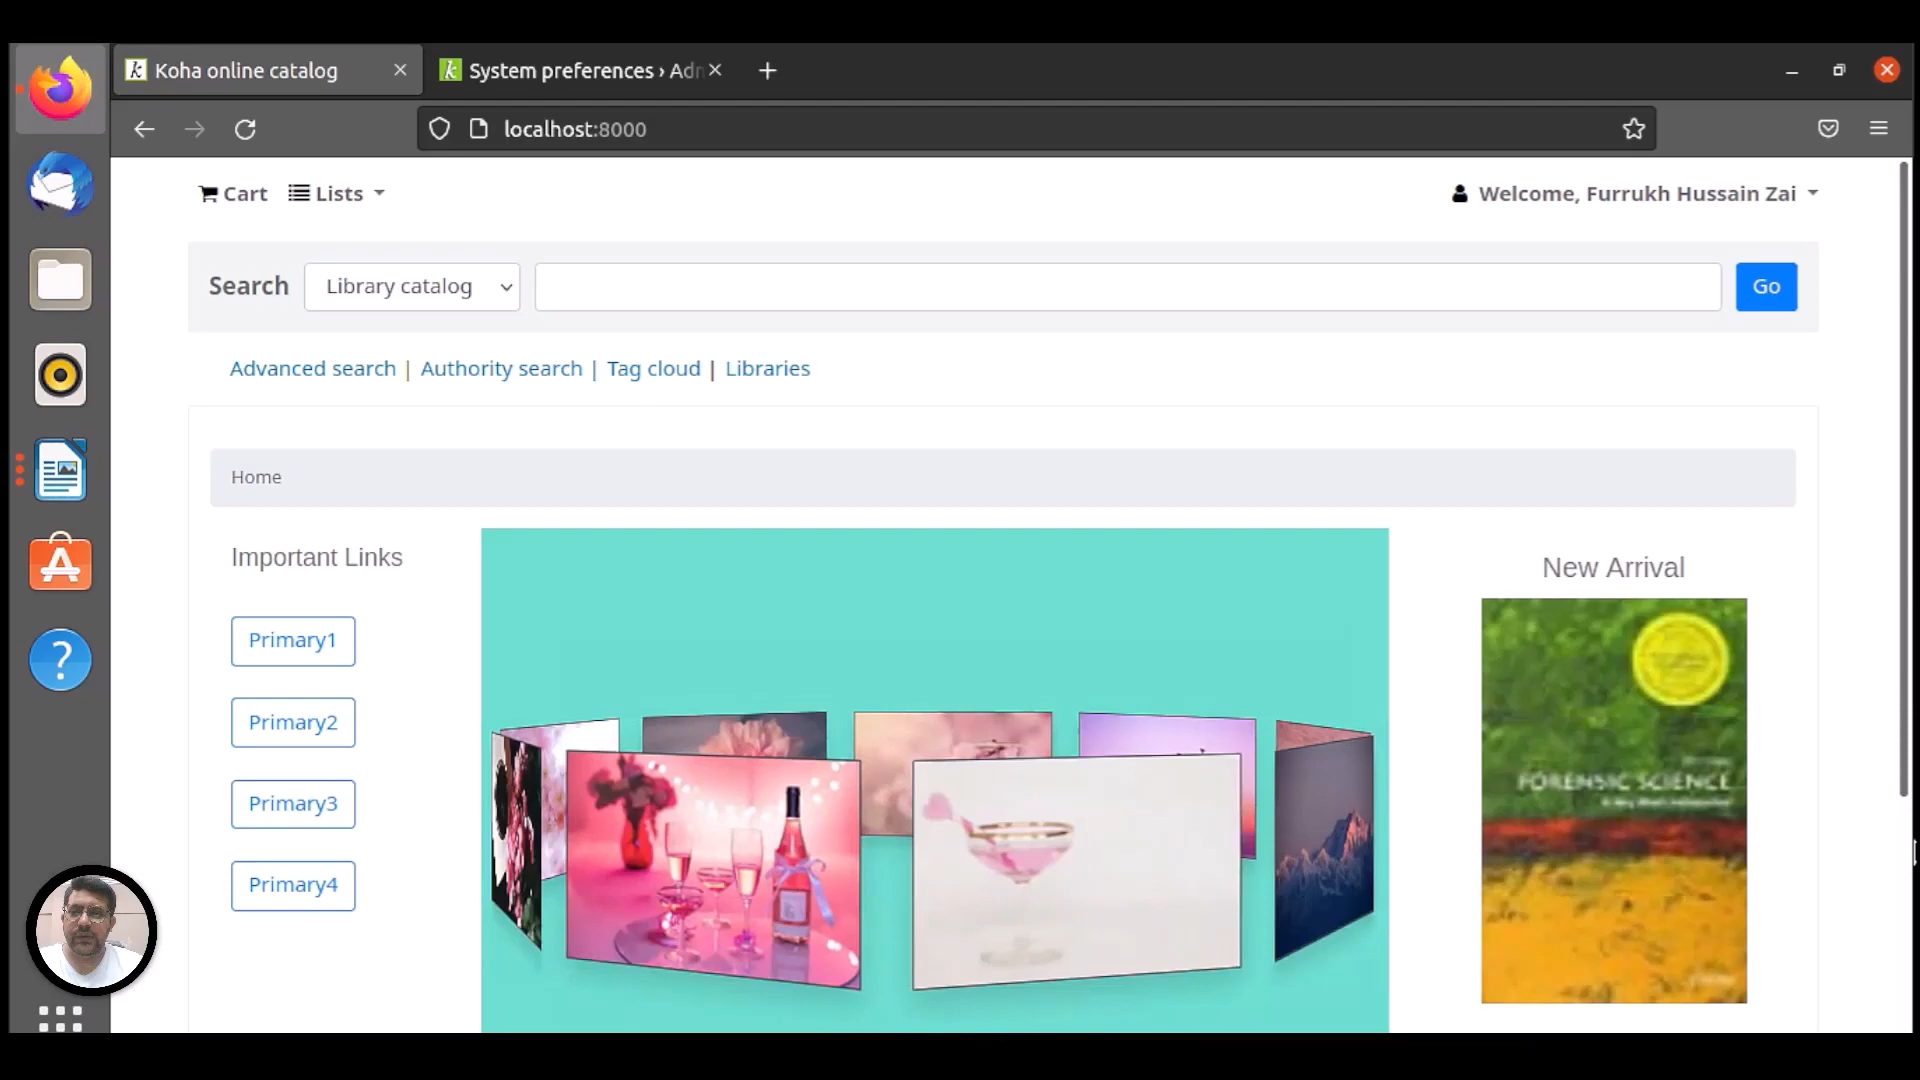 Koha online catalog
System preferences › Adn
localhost:8000
Cart
Lists
Welcome, Furrukh Hussain Zai
Search
Library catalog
Go
Advanced search | Authority search | Tag cloud | Libraries
Home
Important Links
New Arrival
Primary1
Primary2
Primary3
Primary4
FORENSIC SCIENCE